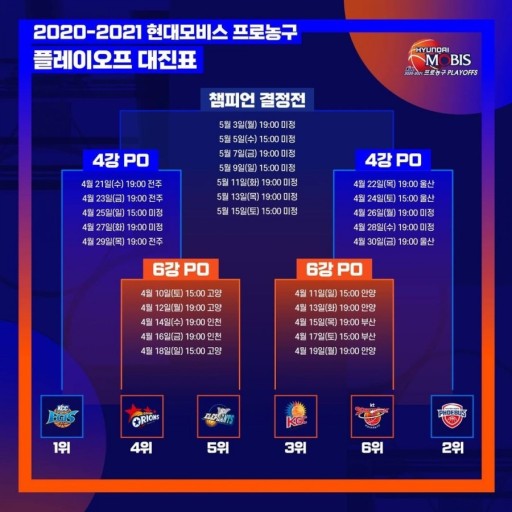 2020-2021 현대모비스 프로농구
플레이오프 대진표
HYUNDAI
MOBIS
2020-2021 프로농구 PLAYOFFS
챔피언 결정전
5월 3일(월) 19:00 미정
5월 5일(수) 15:00 미정
5월 7일(금) 19:00 미정
5월 9일(일) 15:00 미정
5월 11일(화) 19:00 미정
5월 13일(목) 19:00 미정
5월 15일(토) 15:00 미정
4강 PO
4월 21일(수) 19:00 전주
4월 23일(금) 19:00 전주
4월 25일(일) 15:00 미정
4월 27일(화) 19:00 미정
4월 29일(목) 19:00 전주
4강 PO
4월 22일(목) 19:00 울산
4월 24일(토) 15:00 울산
4월 26일(월) 19:00 미정
4월 28일(수) 19:00 미정
4월 30일(금) 19:00 울산
6강 PO
4월 10일(토) 15:00 고양
4월 12일(월) 19:00 고양
4월 14일(수) 19:00 인천
4월 16일(금) 19:00 인천
4월 18일(일) 15:00 고양
6강 PO
4월 11일(일) 15:00 안양
4월 13일(화) 19:00 안양
4월 15일(목) 19:00 부산
4월 17일(토) 15:00 부산
4월 19일(월) 19:00 안양
KCC
EGIS
ORIONS
KGC
kt
PHOEBUS
1위
4위
5위
3위
6위
2위